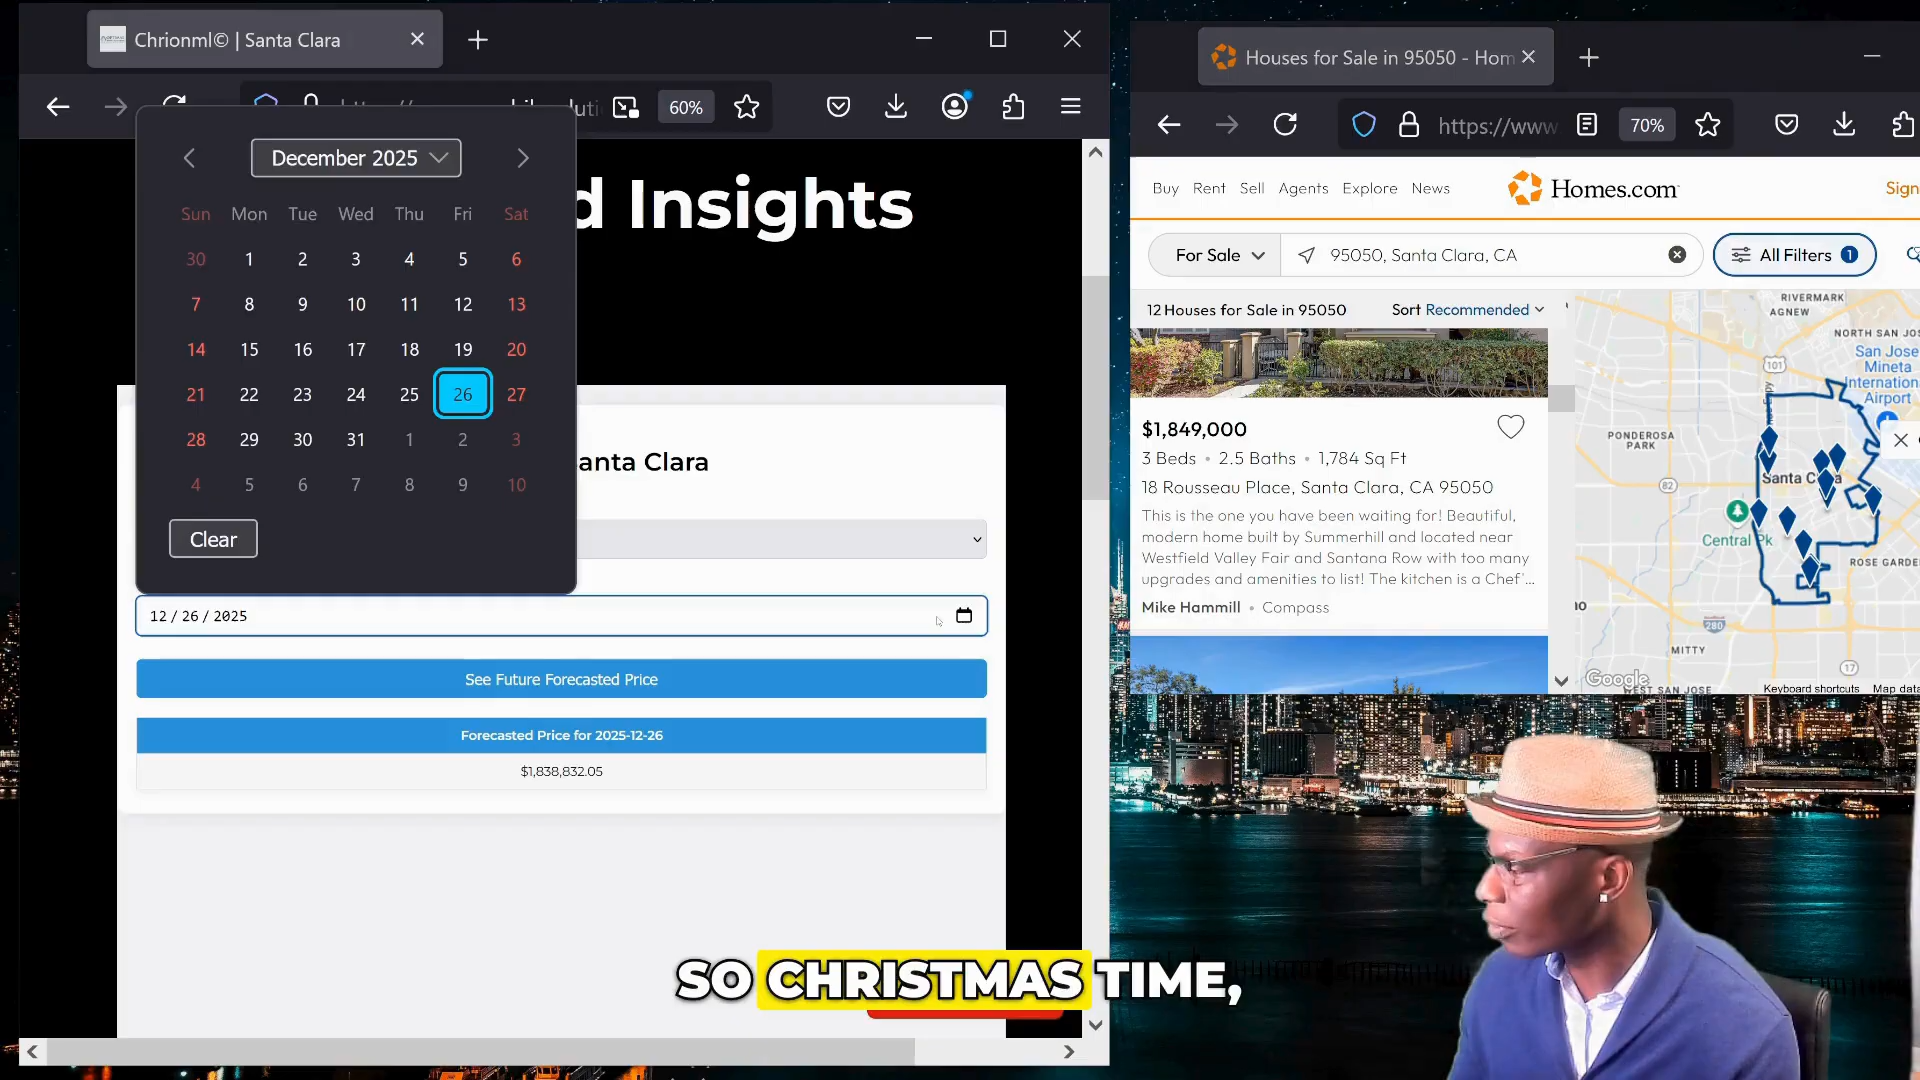 Chrionml© | Santa Clara
60%
December 2025
Sun Mon Tue Wed Thu Fri Sat
30 1 2 3 4 5 6
7 8 9 10 11 12 13
14 15 16 17 18 19 20
21 22 23 24 25 26 27
28 29 30 31 1 2 3
4 5 6 7 8 9 10
Clear
d Insights
anta Clara
12 / 26 / 2025
See Future Forecasted Price
Forecasted Price for 2025-12-26
$1,838,832.05
Houses for Sale in 95050 - Hom
https://www
70%
Buy Rent Sell Agents Explore News
Homes.com
Sign
For Sale
95050, Santa Clara, CA
All Filters 1
12 Houses for Sale in 95050
Sort Recommended
$1,849,000
3 Beds • 2.5 Baths • 1,784 Sq Ft
18 Rousseau Place, Santa Clara, CA 95050
This is the one you have been waiting for! Beautiful,
modern home built by Summerhill and located near
Westfield Valley Fair and Santana Row with too many
upgrades and amenities to list! The kitchen is a Chef'...
Mike Hammill • Compass
RIVERMARK
AGNEW
NORTH SAN JOS
101
San Jose
Mineta
Internationa
Airport
PONDEROSA
PARK
82
Santa C
Central Pk
ROSE GARDE
280
MITTY
17
Google
WEST SAN JOSE
Keyboard shortcuts
Map data
SO CHRISTMAS TIME,